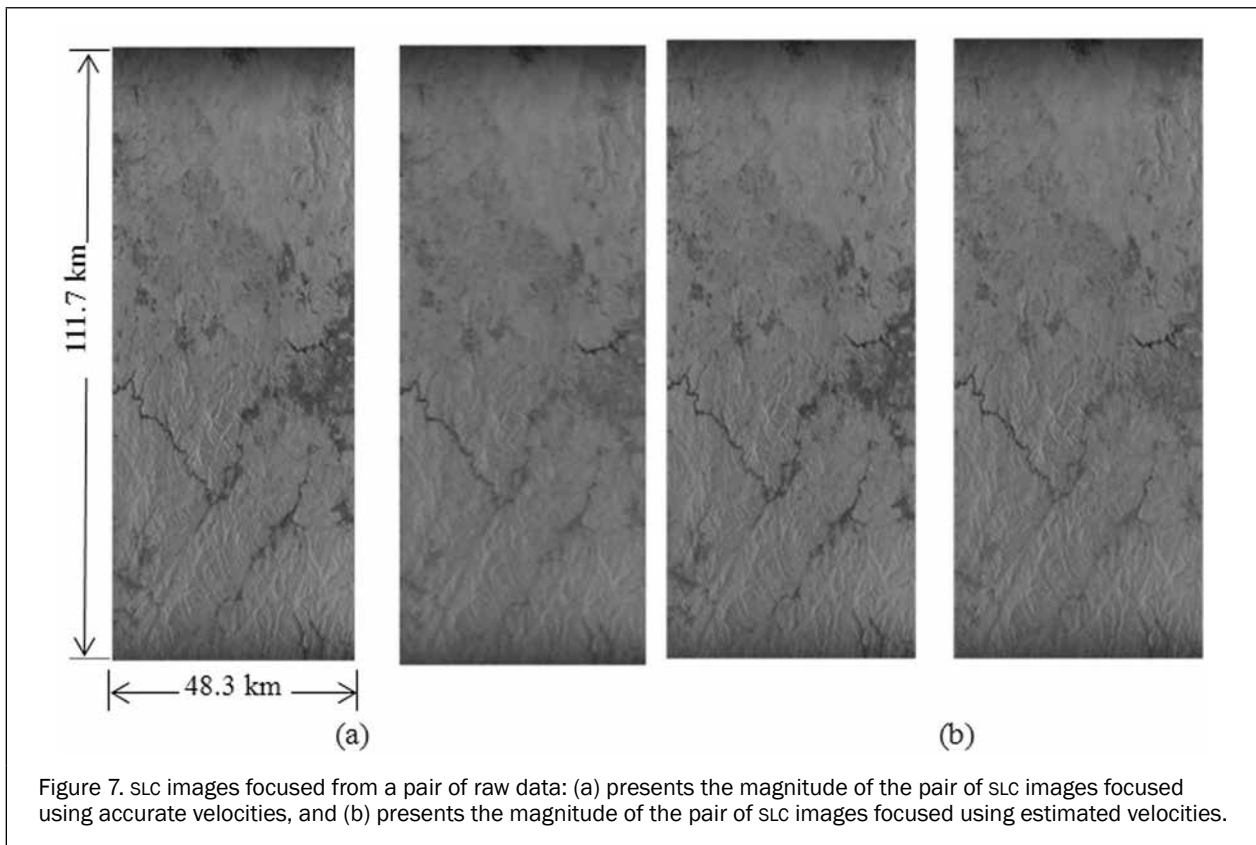 111.7 km
48.3 km
(a)
(b)
Figure 7. SLC images focused from a pair of raw data: (a) presents the magnitude of the pair of SLC images focused
using accurate velocities, and (b) presents the magnitude of the pair of SLC images focused using estimated velocities.